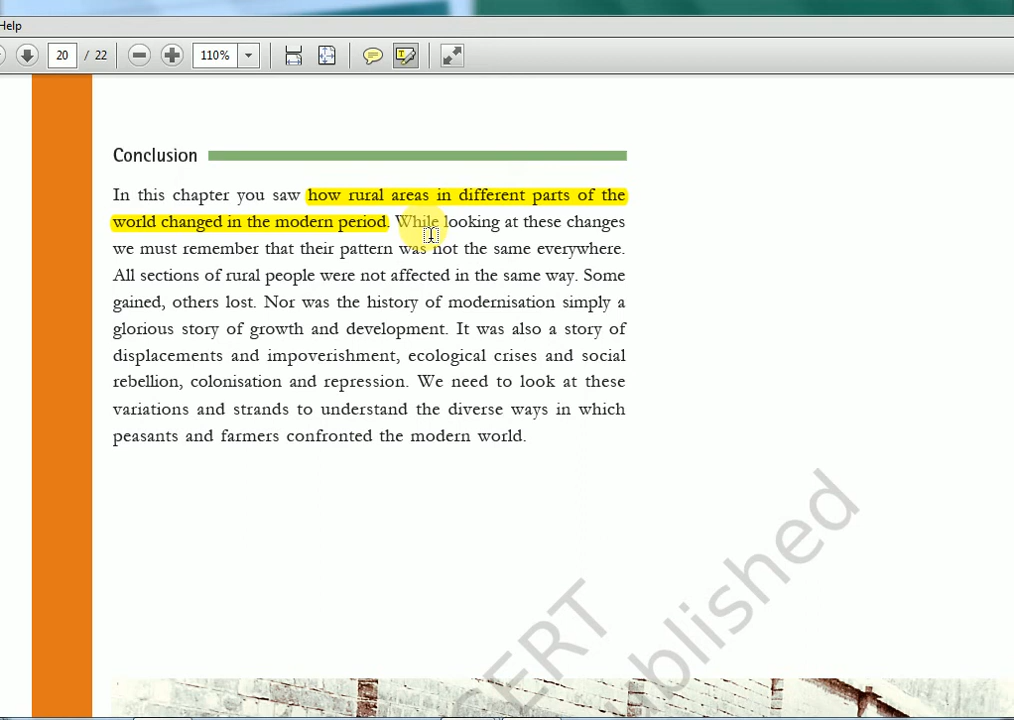 Help
20 / 22 110%
Conclusion
In this chapter you saw how rural areas in different parts of the
world changed in the modern period. While looking at these changes
we must remember that their pattern was not the same everywhere.
All sections of rural people were not affected in the same way. Some
gained, others lost. Nor was the history of modernisation simply a
glorious story of growth and development. It was also a story of
displacements and impoverishment, ecological crises and social
rebellion, colonisation and repression. We need to look at these
variations and strands to understand the diverse ways in which
peasants and farmers confronted the modern world.